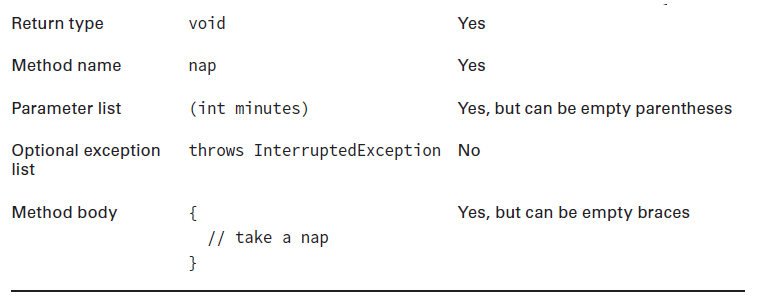 Return type void Yes
Method name nap Yes
Parameter list (int minutes) Yes, but can be empty parentheses
Optional exception list throws InterruptedException No
Method body { Yes, but can be empty braces
// take a nap
}